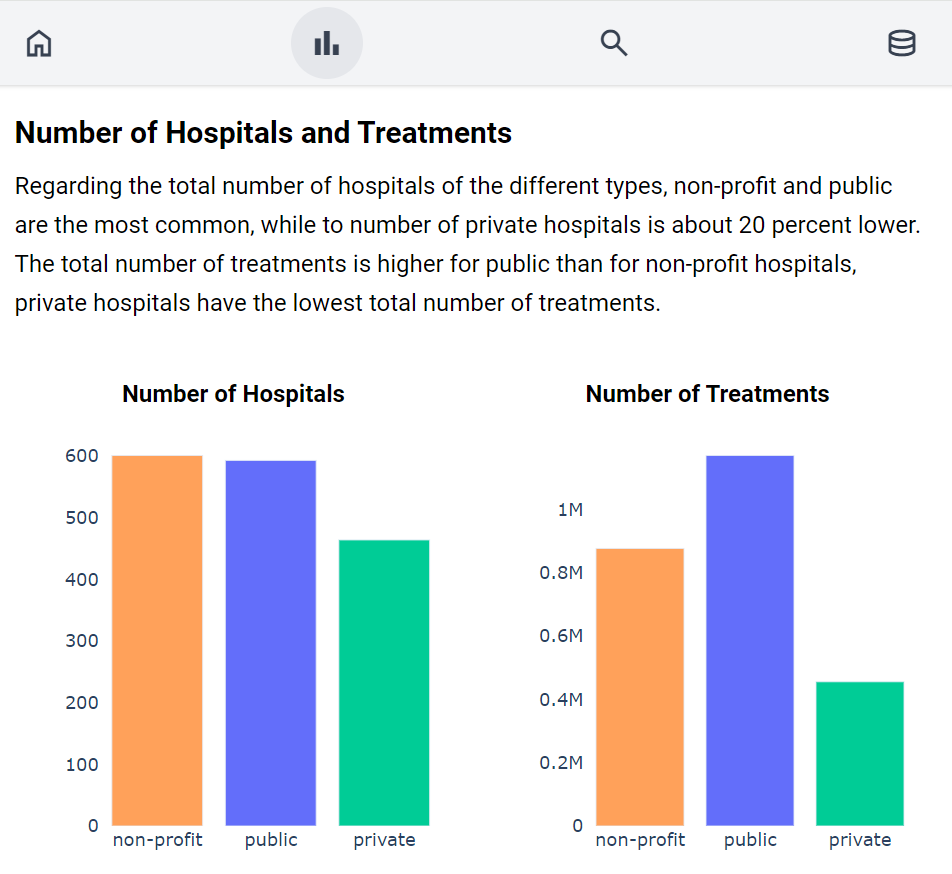 Number of Hospitals and Treatments
Regarding the total number of hospitals of the different types, non-profit and public
are the most common, while to number of private hospitals is about 20 percent lower.
The total number of treatments is higher for public than for non-profit hospitals,
private hospitals have the lowest total number of treatments.
Number of Hospitals
600
500
400
300
200
100
0
non-profit public private
Number of Treatments
1M
0.8M
0.6M
0.4M
0.2M
0
non-profit public private